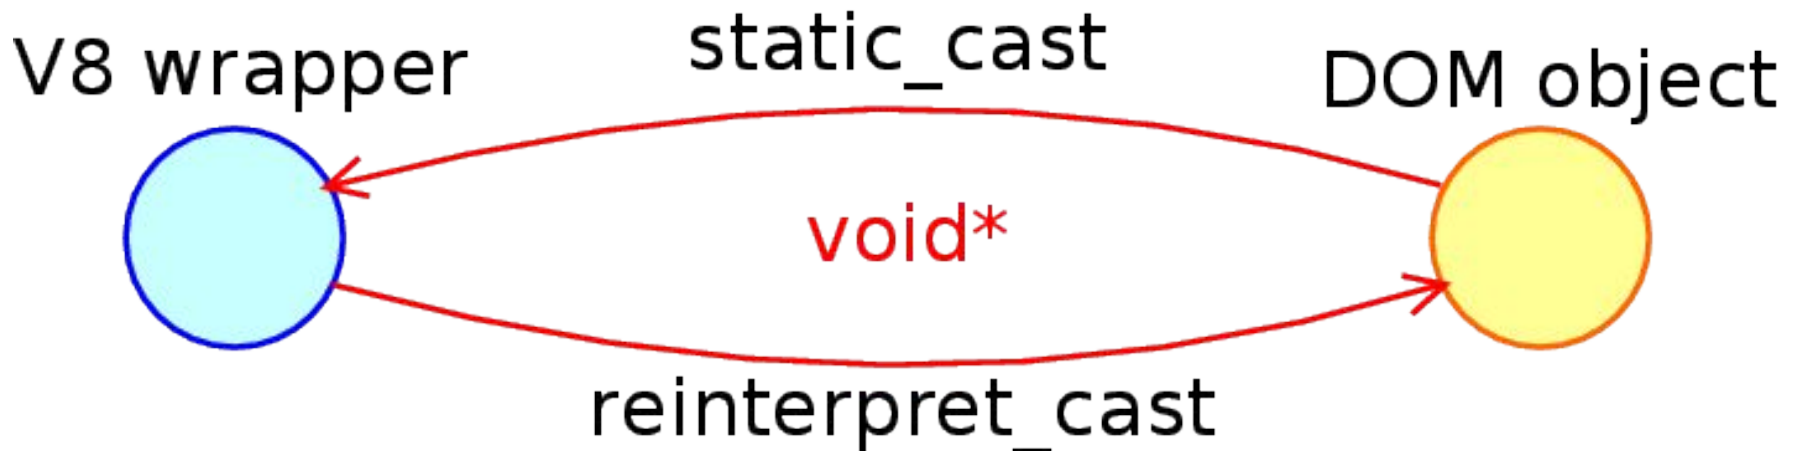 V8 wrapper
static_cast
DOM object
void*
reinterpret_cast